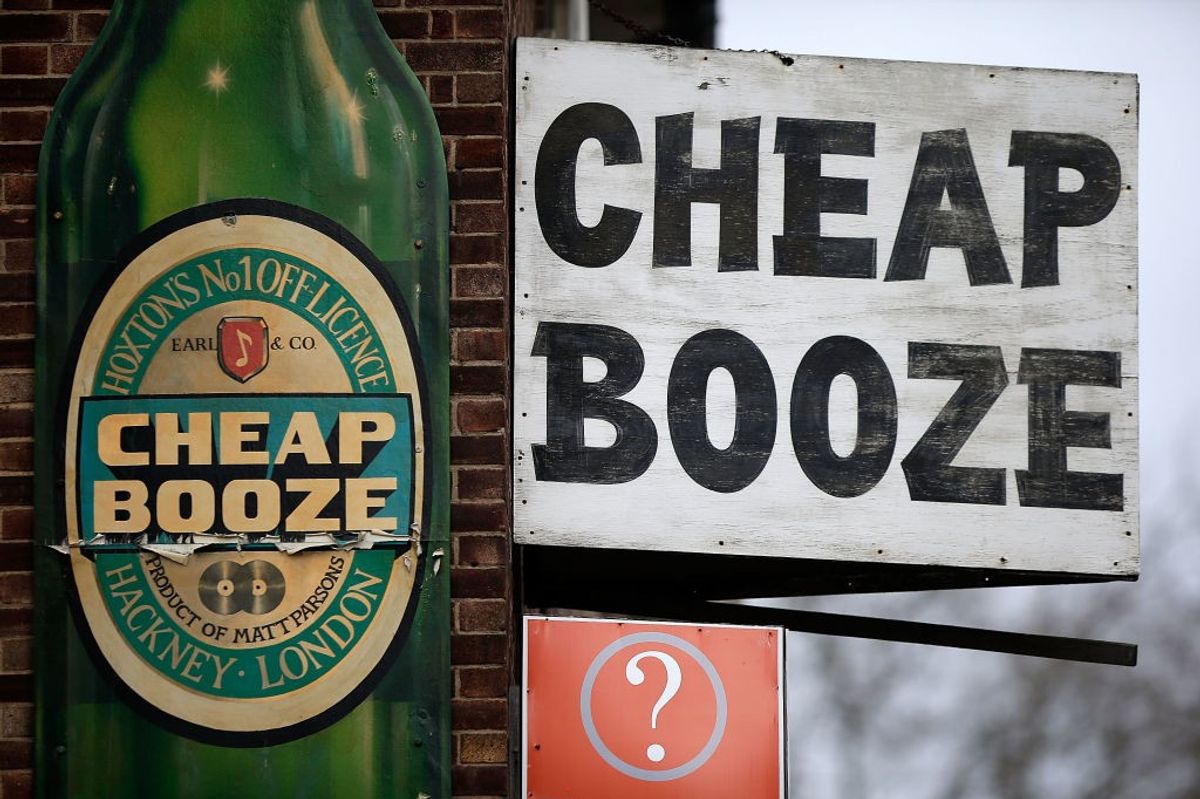 HOXTON'S No1 OFF-LICENCE
EARL & CO.
CHEAP
BOOZE
PRODUCT OF MATT PARSONS
HACKNEY · LONDON
CHEAP
BOOZE
?